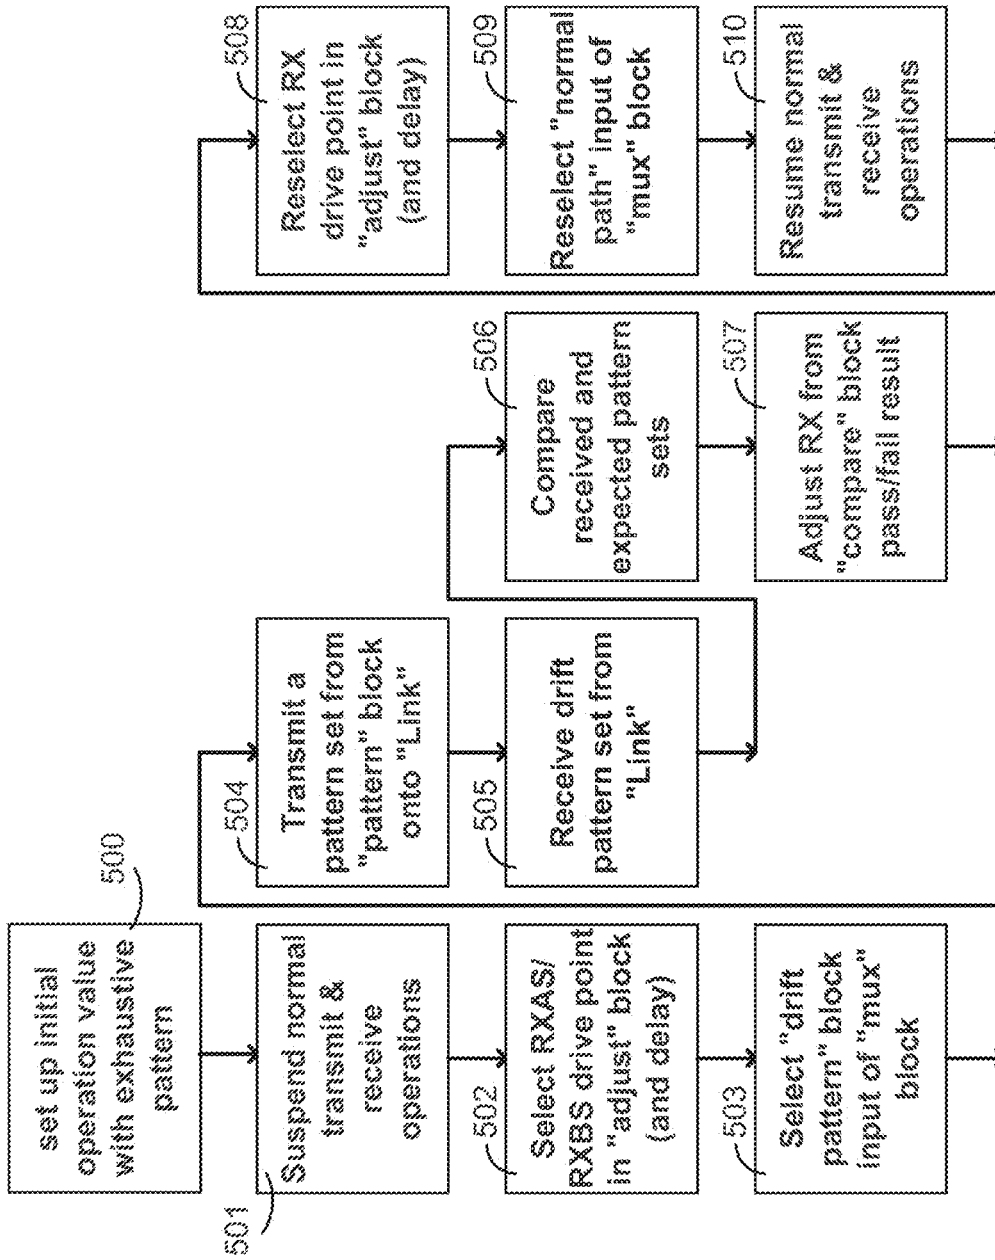 500
set up initial
operation value
with exhaustive
pattern
501
Suspend normal
transmit &
receive
operations
502
Select RXAS/
RXBS drive point
in "adjust" block
(and delay)
503
Select "drift
pattern" block
input of "mux"
block
504
Transmit a
pattern set from
"pattern" block
onto "Link"
505
Receive drift
pattern set from
"Link"
506
Compare
received and
expected pattern
sets
507
Adjust RX from
"compare" block
pass/fail result
508
Reselect RX
drive point in
"adjust" block
(and delay)
509
Reselect "normal
path" input of
"mux" block
510
Resume normal
transmit &
receive
operations